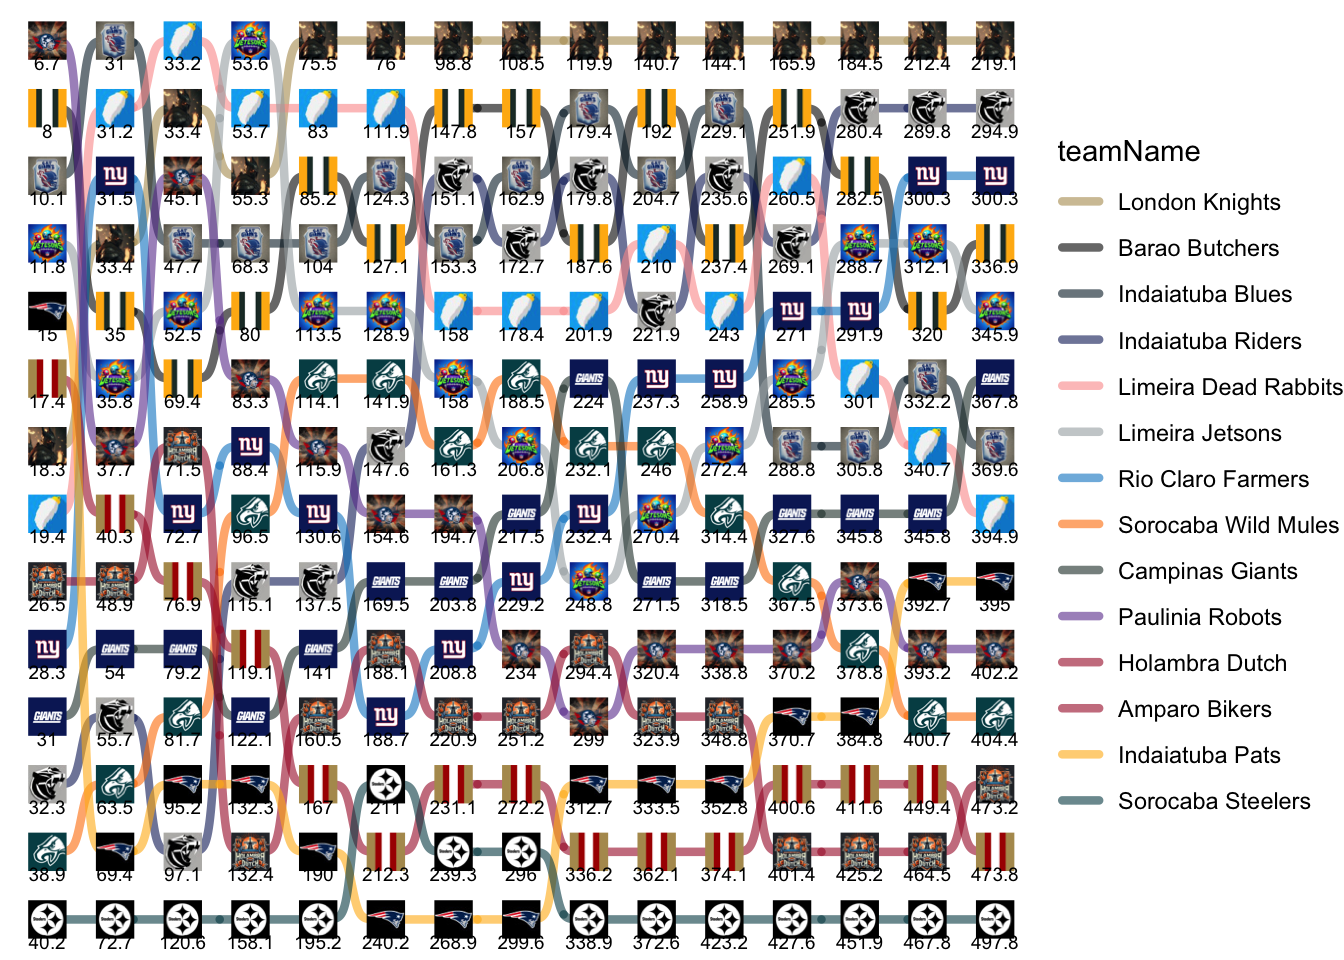 6.7 31 33.2 53.6 75.5 76 98.8 108.5 119.9 140.7 144.1 165.9 184.5 212.4 219.1
8 31.2 33.4 53.7 83 111.9 147.8 157 179.4 192 229.1 251.9 280.4 289.8 294.9
10.1 31.5 45.1 55.3 85.2 124.3 151.1 162.9 179.8 204.7 235.6 260.5 282.5 300.3 300.3
11.8 33.4 47.7 68.3 104 127.1 153.3 172.7 187.6 210 237.4 269.1 288.7 312.1 336.9
15 35 52.5 80 113.5 128.9 158 178.4 201.9 221.9 243 271 291.9 320 345.9
17.4 35.8 69.4 83.3 114.1 141.9 158 188.5 224 237.3 258.9 285.5 301 332.2 367.8
18.3 37.7 71.5 88.4 115.9 147.6 161.3 206.8 232.1 246 272.4 288.8 305.8 340.7 369.6
19.4 40.3 72.7 96.5 130.6 154.6 194.7 217.5 232.4 270.4 314.4 327.6 345.8 345.8 394.9
26.5 48.9 76.9 115.1 137.5 169.5 203.8 229.2 248.8 271.5 318.5 367.5 373.6 392.7 395
28.3 54 79.2 119.1 141 188.1 208.8 234 294.4 320.4 338.8 370.2 378.8 393.2 402.2
31 55.7 81.7 122.1 160.5 188.7 220.9 251.2 299 323.9 348.8 370.7 384.8 400.7 404.4
32.3 63.5 95.2 132.3 167 211 231.1 272.2 312.7 333.5 352.8 400.6 411.6 449.4 473.2
38.9 69.4 97.1 132.4 190 212.3 239.3 296 336.2 362.1 374.1 401.4 425.2 464.5 473.8
40.2 72.7 120.6 158.1 195.2 240.2 268.9 299.6 338.9 372.6 423.2 427.6 451.9 467.8 497.8
teamName
London Knights
Barao Butchers
Indaiatuba Blues
Indaiatuba Riders
Limeira Dead Rabbits
Limeira Jetsons
Rio Claro Farmers
Sorocaba Wild Mules
Campinas Giants
Paulinia Robots
Holambra Dutch
Amparo Bikers
Indaiatuba Pats
Sorocaba Steelers